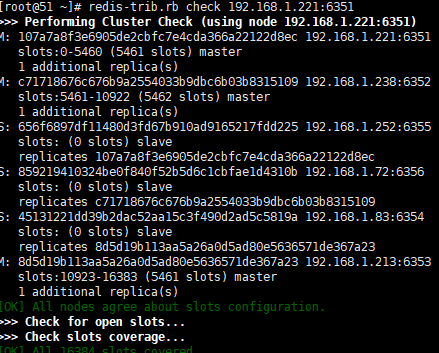 [root@51 ~]# redis-trib.rb check 192.168.1.221:6351
>>> Performing Cluster Check (using node 192.168.1.221:6351)
M: 107a7a8f3e6905de2cbfc7e4cda366a22122d8ec 192.168.1.221:6351
slots:0-5460 (5461 slots) master
1 additional replica(s)
M: c71718676c676b9a2554033b9dbc6b03b8315109 192.168.1.238:6352
slots:5461-10922 (5462 slots) master
1 additional replica(s)
S: 656f6897df11480d3fd67b910ad9165217fdd225 192.168.1.252:6355
slots: (0 slots) slave
replicates 107a7a8f3e6905de2cbfc7e4cda366a22122d8ec
S: 859219410324be0f840f52b5d6c1cbfae1d4310b 192.168.1.72:6356
slots: (0 slots) slave
replicates c71718676c676b9a2554033b9dbc6b03b8315109
S: 45131221dd39b2dac52aa15c3f490d2ad5c5819a 192.168.1.83:6354
slots: (0 slots) slave
replicates 8d5d19b113aa5a26a0d5ad80e5636571de367a23
M: 8d5d19b113aa5a26a0d5ad80e5636571de367a23 192.168.1.213:6353
slots:10923-16383 (5461 slots) master
1 additional replica(s)
[OK] All nodes agree about slots configuration.
>>> Check for open slots...
>>> Check slots coverage...
[OK] All 16384 slots covered